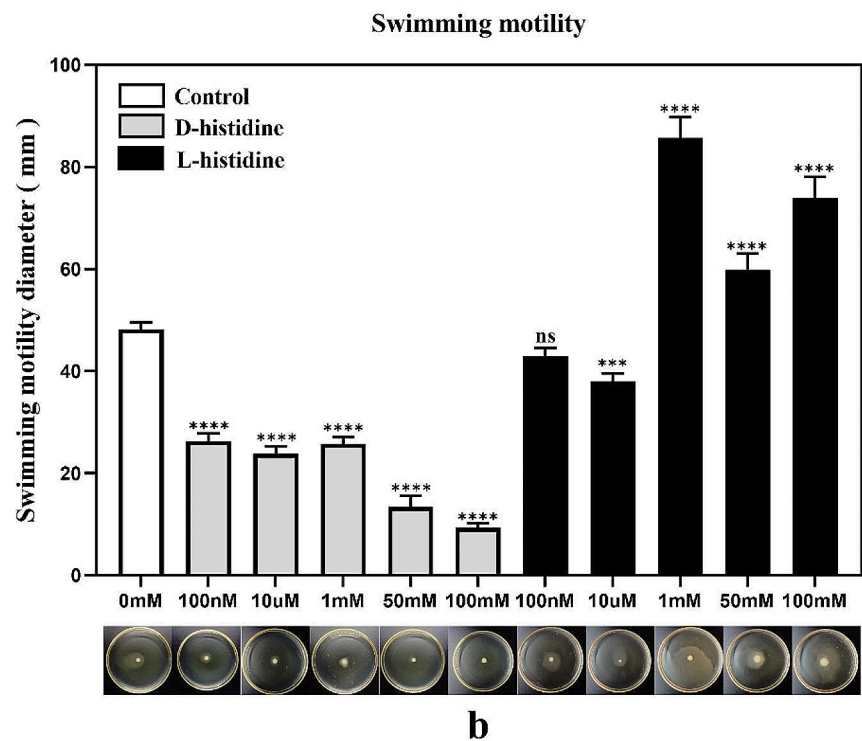 Swimming motility
Swimming motility diameter ( mm )
100
80
60
40
20
0
Control
D-histidine
L-histidine
****
****
****
****
****
ns
***
****
****
****
0mM 100nM 10uM 1mM 50mM 100mM 100nM 10uM 1mM 50mM 100mM
b